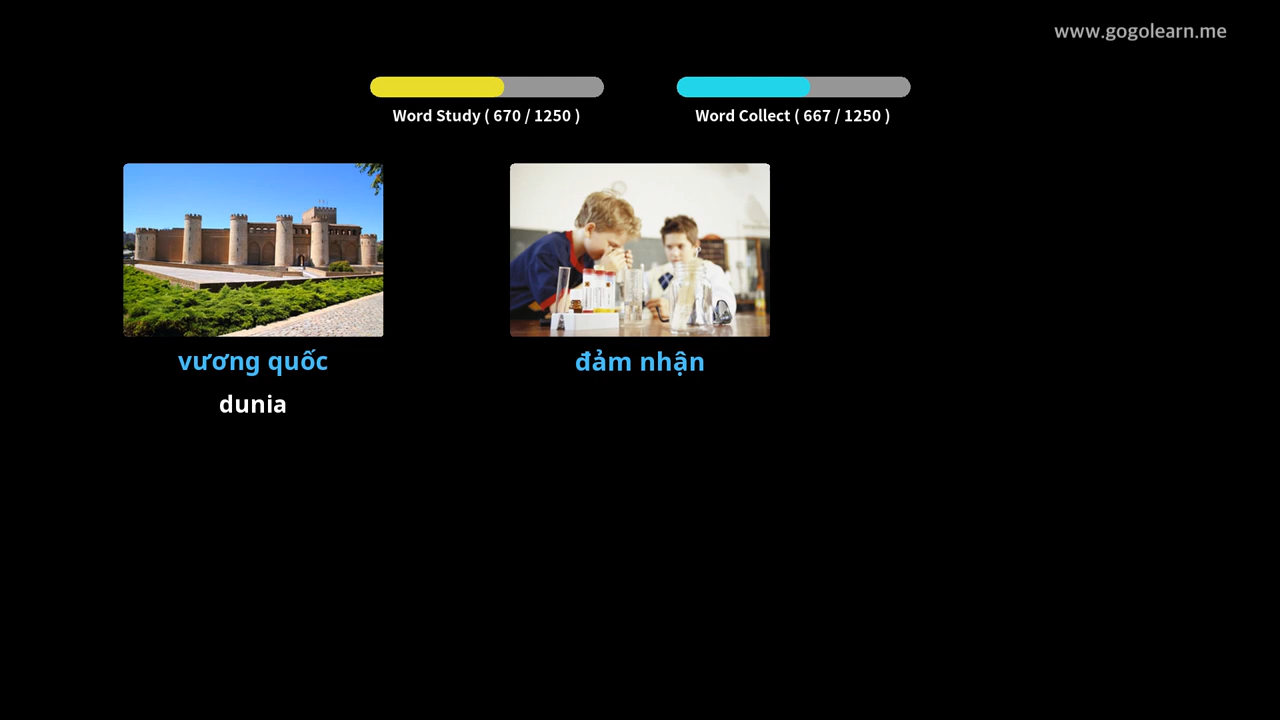 www.gogolearn.me
Word Study ( 670 / 1250 )
Word Collect ( 667 / 1250 )
vương quốc
đảm nhận
dunia